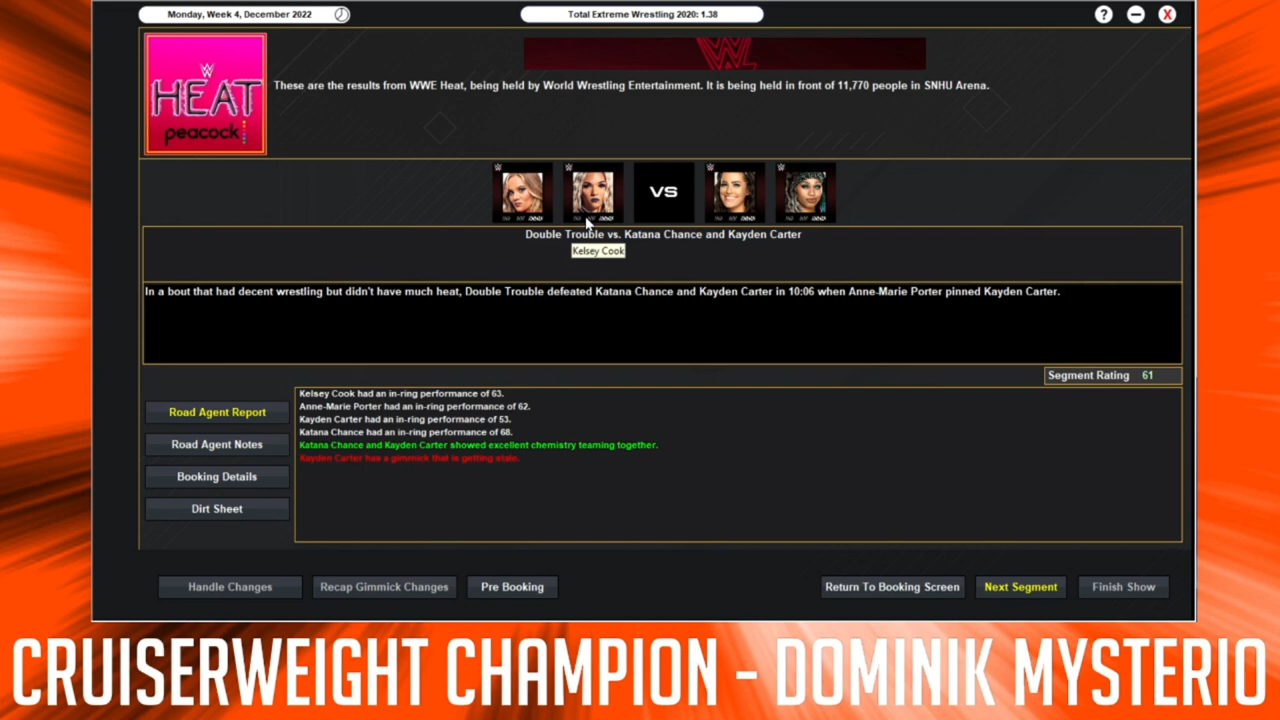 Monday, Week 4, December 2022
Total Extreme Wrestling 2020: 1.38
?
X
W
HEAT
peacock
These are the results from WWE Heat, being held by World Wrestling Entertainment. It is being held in front of 11,770 people in SNHU Arena.
VS
Double Trouble vs. Katana Chance and Kayden Carter
Kelsey Cook
In a bout that had decent wrestling but didn't have much heat, Double Trouble defeated Katana Chance and Kayden Carter in 10:06 when Anne-Marie Porter pinned Kayden Carter.
Segment Rating 61
Road Agent Report
Road Agent Notes
Booking Details
Dirt Sheet
Kelsey Cook had an in-ring performance of 63.
Anne-Marie Porter had an in-ring performance of 62.
Kayden Carter had an in-ring performance of 53.
Katana Chance had an in-ring performance of 68.
Katana Chance and Kayden Carter showed excellent chemistry teaming together.
Kayden Carter has a gimmick that is getting stale.
Handle Changes
Recap Gimmick Changes
Pre Booking
Return To Booking Screen
Next Segment
Finish Show
CRUISERWEIGHT CHAMPION - DOMINIK MYSTERIO